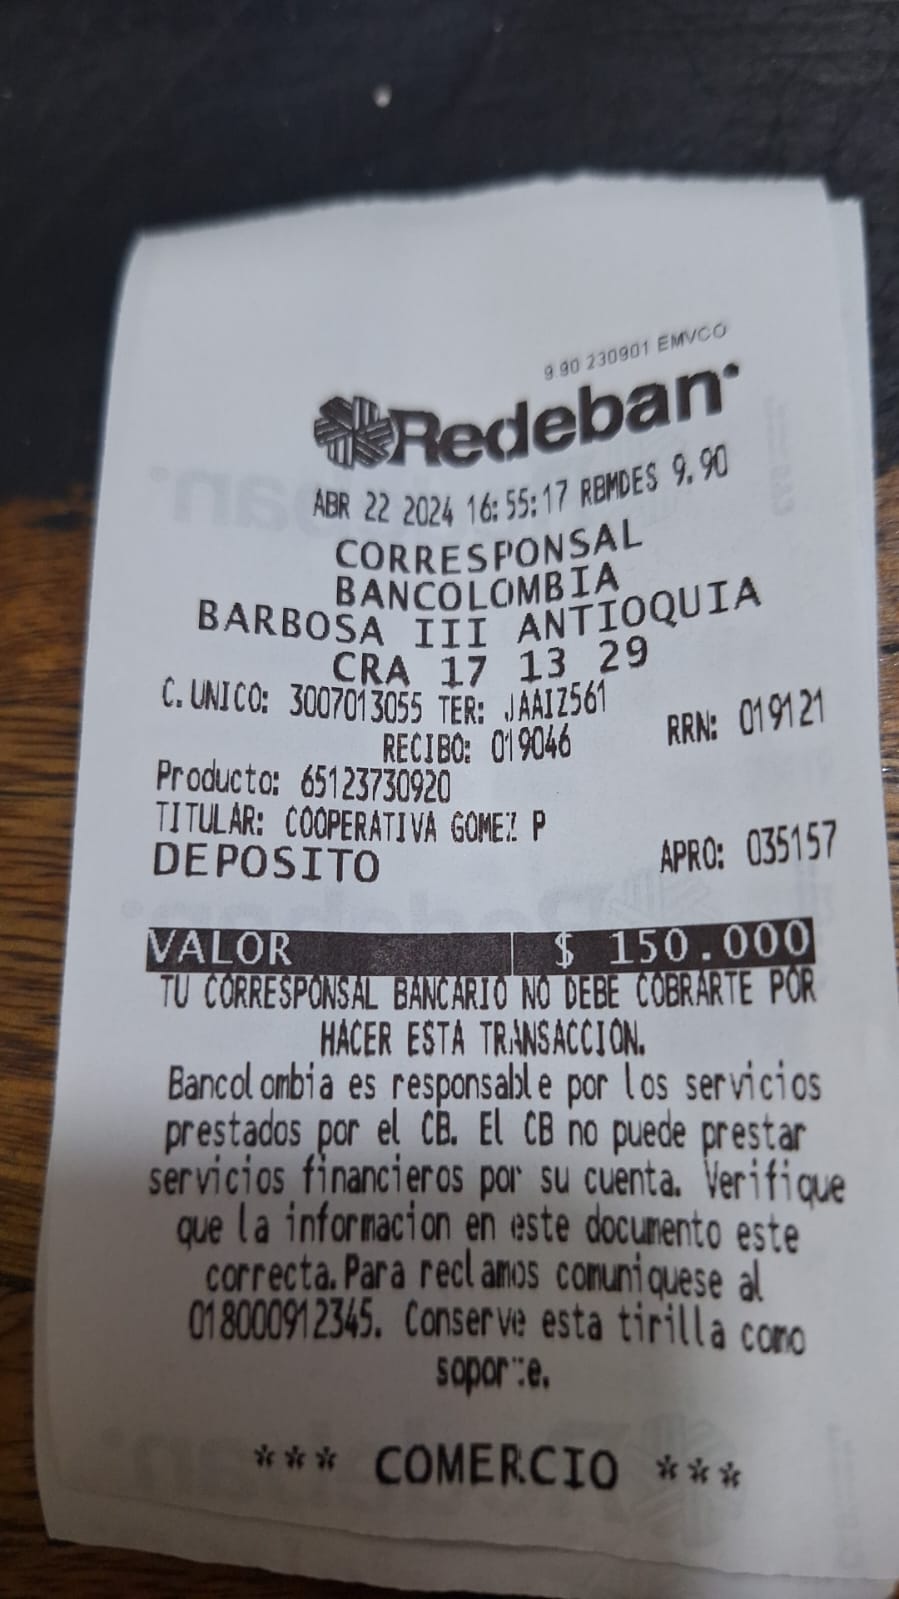 9.90 230901 EMVCO
Redeban
ABR 22 2024 16:55:17 RBMDES 9.90
CORRESPONSAL
BANCOLOMBIA
BARBOSA III ANTIOQUIA
CRA 17 13 29
C. UNICO: 3007013055 TER: JAAIZ561
RECIBO: 019046 RRN: 019121
Producto: 65123730920
TITULAR: COOPERATIVA GOMEZ P
DEPOSITO APRO: 035157
VALOR $ 150.000
TU CORRESPONSAL BANCARIO NO DEBE COBRARTE POR
HACER ESTA TRANSACCION.
Bancolombia es responsable por los servicios
prestados por el CB. El CB no puede prestar
servicios financieros por su cuenta. Verifique
que la informacion en este documento este
correcta. Para reclamos comuniquese al
018000912345. Conserve esta tirilla como
soporte.
*** COMERCIO ***